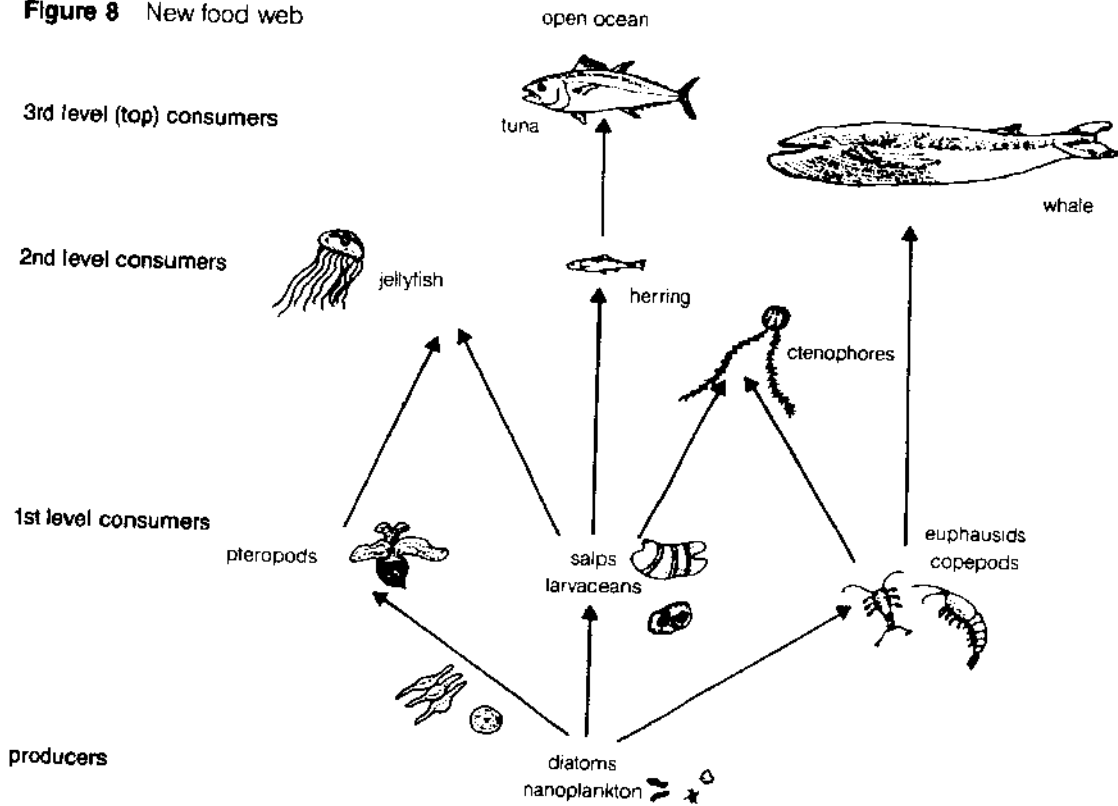 Figure 8 New food web
open ocean
3rd level (top) consumers
tuna
whale
2nd level consumers
jellyfish
herring
ctenophores
1st level consumers
pteropods
salps
larvaceans
euphausids
copepods
producers
diatoms
nanoplankton